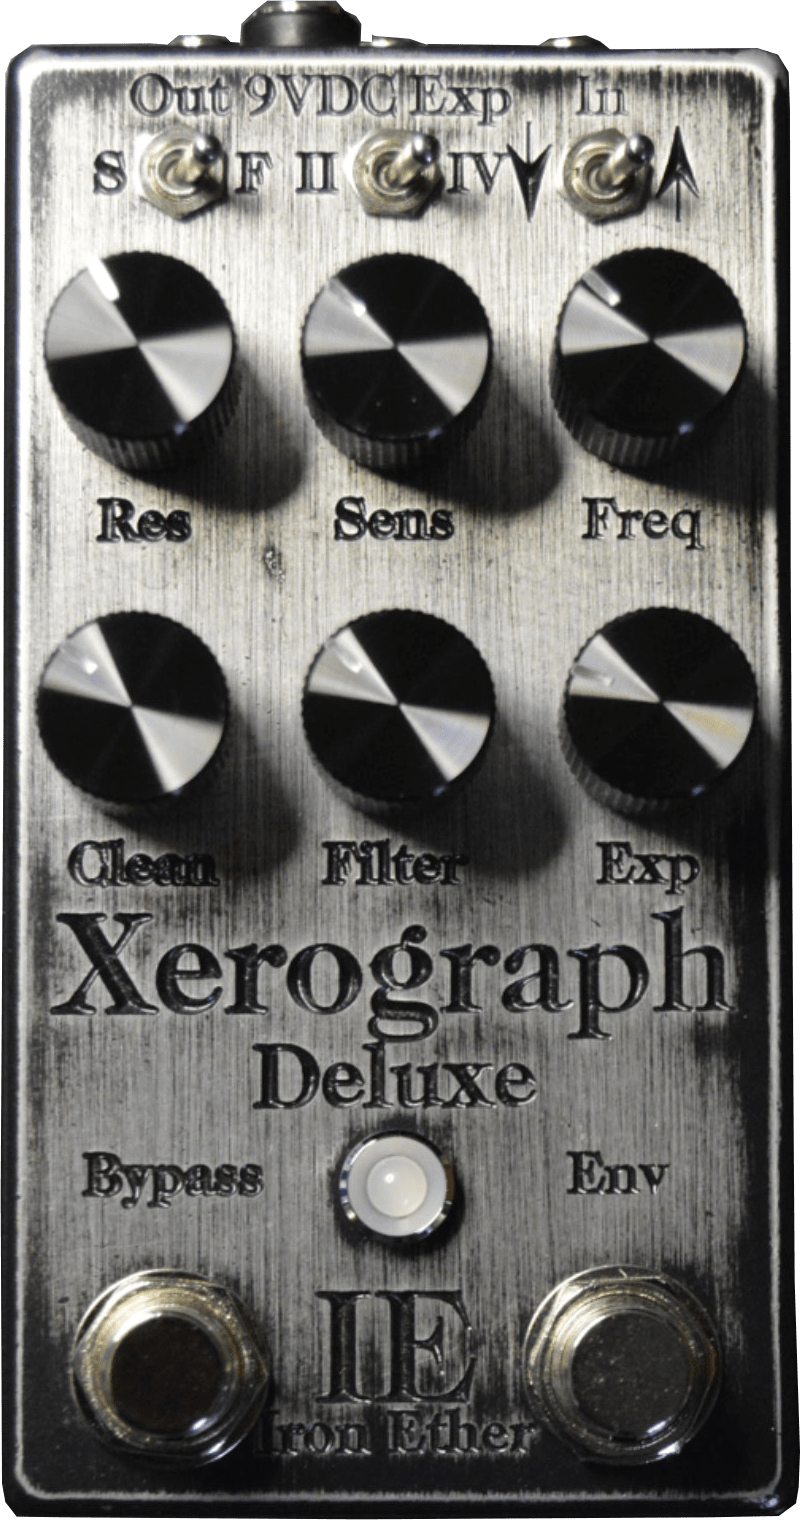 Out 9VDC Exp In
S F II IV
Res Sens Freq
Clean Filter Exp
Xerograph
Deluxe
Bypass Env
IE
Iron Ether